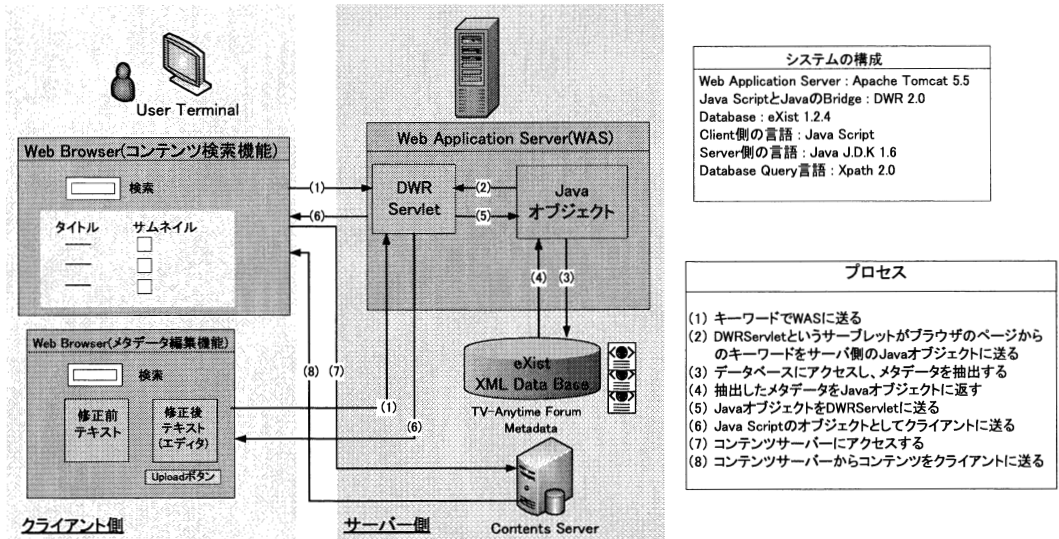 User Terminal
Web Browser(コンテンツ検索機能)
検索
タイトル
サムネイル
Web Browser(メタデータ編集機能)
検索
修正前
テキスト
修正後
テキスト
(エディタ)
Uploadボタン
クライアント側
Web Application Server(WAS)
DWR
Servlet
Java
オブジェクト
(1)
(6)
(2)
(5)
(4)
(3)
(8)
(7)
(1)
(6)
eXist
XML Data Base
TV-Anytime Forum
Metadata
Contents Server
サーバー側
システムの構成
Web Application Server : Apache Tomcat 5.5
Java ScriptとJavaのBridge : DWR 2.0
Database : eXist 1.2.4
Client側の言語 : Java Script
Server側の言語 : Java J.D.K 1.6
Database Query言語 : Xpath 2.0
プロセス
(1) キーワードでWASに送る
(2) DWRServletというサーブレットがブラウザのページから
のキーワードをサーバ側のJavaオブジェクトに送る
(3) データベースにアクセスし、メタデータを抽出する
(4) 抽出したメタデータをJavaオブジェクトに返す
(5) JavaオブジェクトをDWRServletに送る
(6) Java Scriptのオブジェクトとしてクライアントに送る
(7) コンテンツサーバーにアクセスする
(8) コンテンツサーバーからコンテンツをクライアントに送る